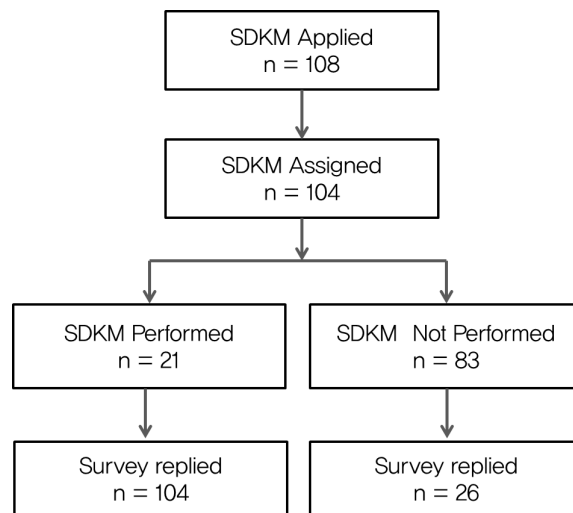 SDKM Applied
n = 108
SDKM Assigned
n = 104
SDKM Performed
n = 21
SDKM Not Performed
n = 83
Survey replied
n = 104
Survey replied
n = 26